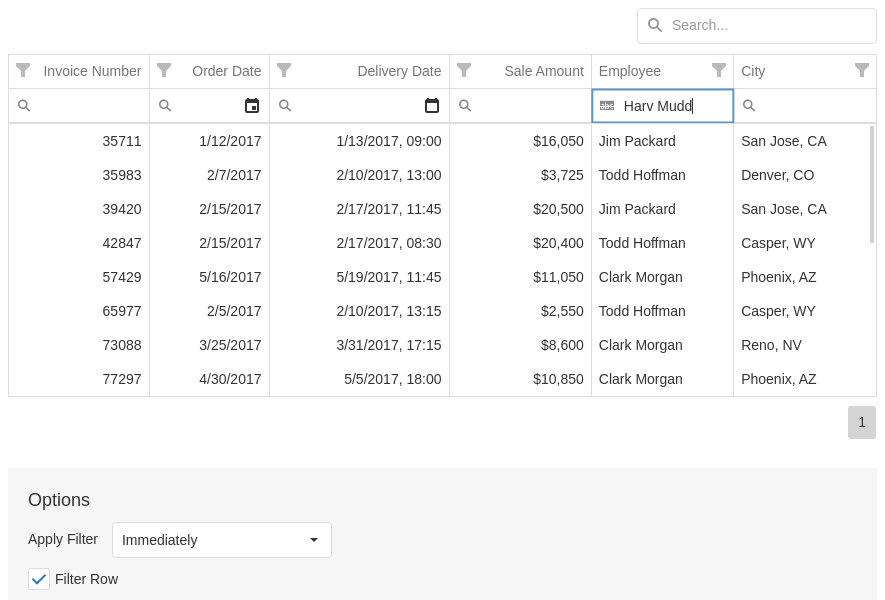 Search...
Invoice Number Order Date Delivery Date Sale Amount Employee City
abc Harv Mudd
35711 1/12/2017 1/13/2017, 09:00 $16,050 Jim Packard San Jose, CA
35983 2/7/2017 2/10/2017, 13:00 $3,725 Todd Hoffman Denver, CO
39420 2/15/2017 2/17/2017, 11:45 $20,500 Jim Packard San Jose, CA
42847 2/15/2017 2/17/2017, 08:30 $20,400 Todd Hoffman Casper, WY
57429 5/16/2017 5/19/2017, 11:45 $11,050 Clark Morgan Phoenix, AZ
65977 2/5/2017 2/10/2017, 13:15 $2,550 Todd Hoffman Casper, WY
73088 3/25/2017 3/31/2017, 17:15 $8,600 Clark Morgan Reno, NV
77297 4/30/2017 5/5/2017, 18:00 $10,850 Clark Morgan Phoenix, AZ
1
Options
Apply Filter Immediately
Filter Row